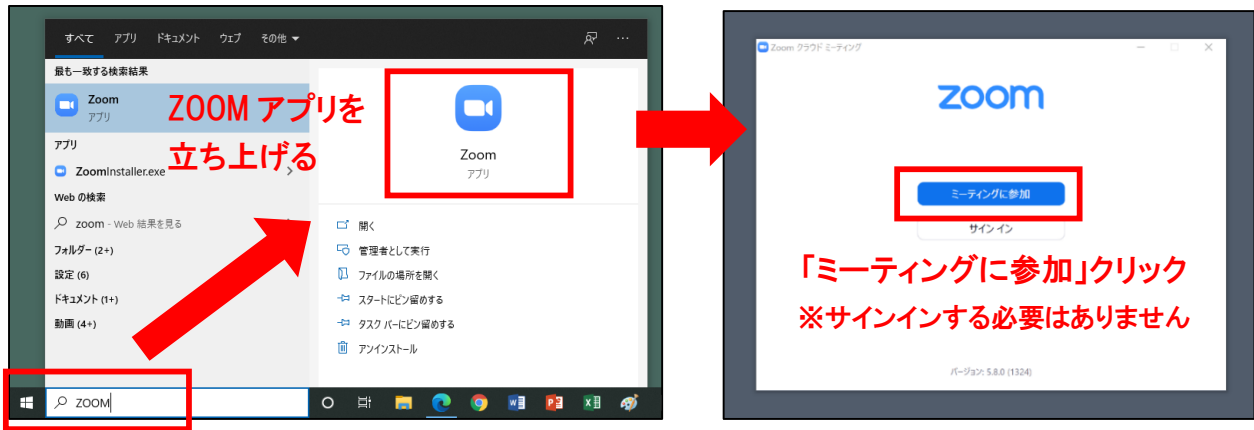 すべて アプリ ドキュメント ウェブ その他
最も一致する検索結果
Zoom
アプリ
ZOOM アプリを
立ち上げる
アプリ
ZoomInstaller.exe
Web の検索
zoom - Web 結果を見る
フォルダー (2+)
設定 (6)
ドキュメント (1+)
動画 (4+)
Zoom
アプリ
開く
管理者として実行
ファイルの場所を開く
スタートにピン留めする
タスク バーにピン留めする
アンインストール
ZOOM
Zoom クラウド ミーティング
zoom
ミーティングに参加
サイン イン
「ミーティングに参加」クリック
※サインインする必要はありません
バージョン: 5.8.0 (1324)